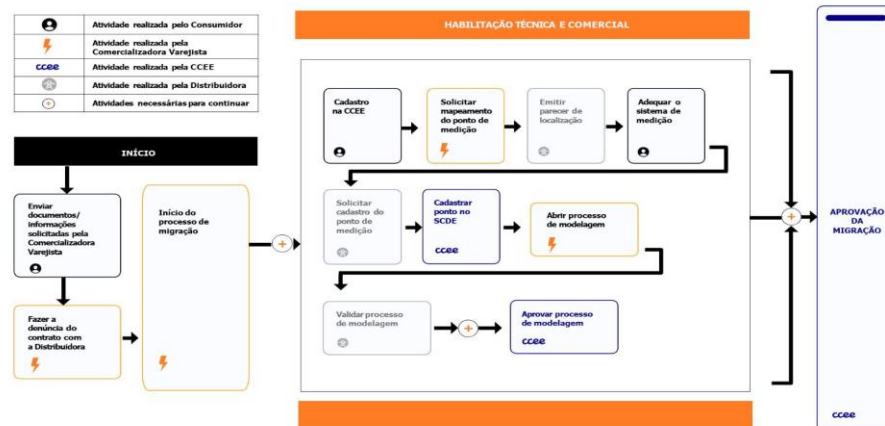 Atividade realizada pelo Consumidor
Atividade realizada pela
Comercializadora Varejista
ccee
Atividade realizada pela CCEE
Atividade realizada pela Distribuidora
Atividades necessárias para continuar
INÍCIO
Enviar
documentos/
informações
solicitadas pela
Comercializadora
Varejista
Fazer a
denúncia do
contrato com
a Distribuidora
Início do
processo de
migração
HABILITAÇÃO TÉCNICA E COMERCIAL
Cadastro
na CCEE
Solicitar
mapeamento
do ponto de
medição
Emitir
parecer de
localização
Adequar o
sistema de
medição
Solicitar
cadastro do
ponto de
medição
Cadastrar
ponto no
SCDE
ccee
Abrir processo
de modelagem
Validar processo
de modelagem
Aprovar processo
de modelagem
ccee
APROVAÇÃO
DA
MIGRAÇÃO
ccee